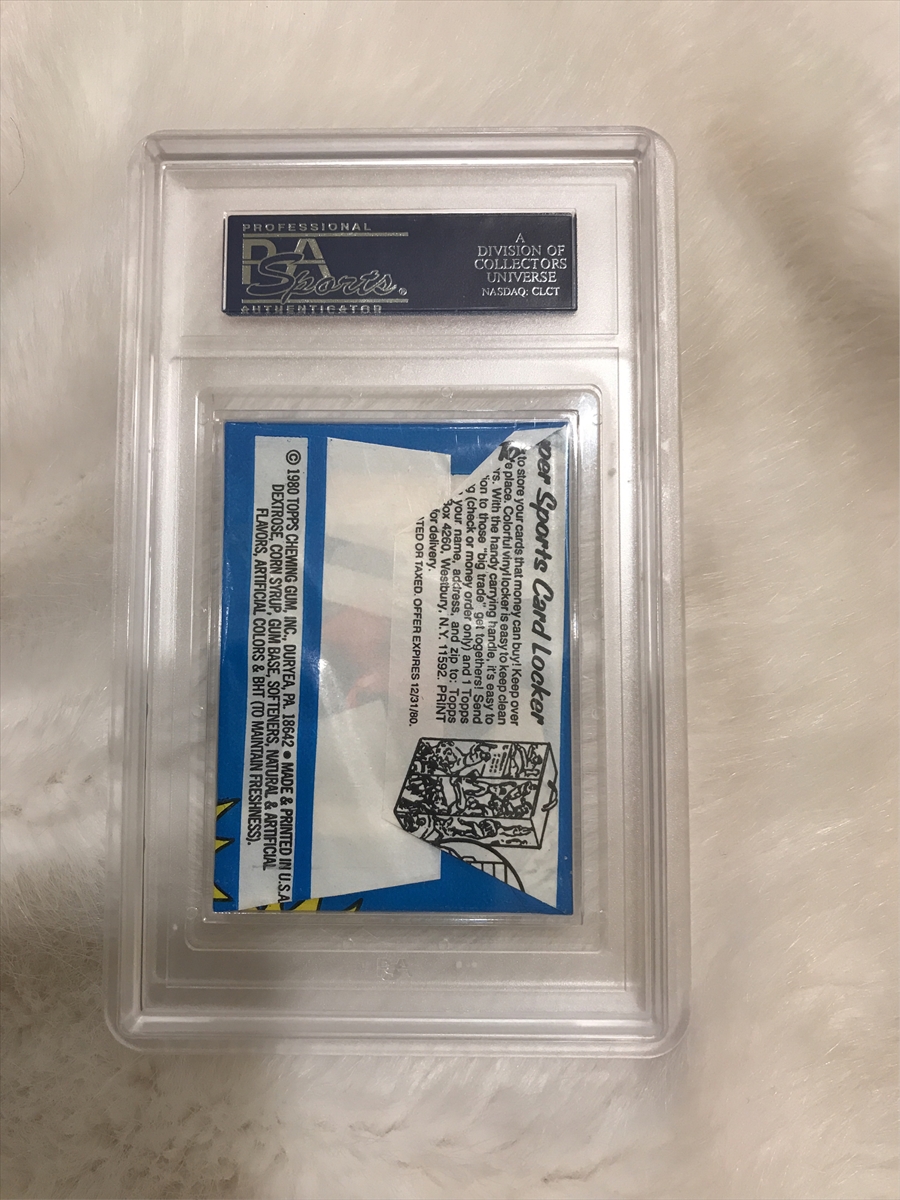 PROFESSIONAL
PSA
Sports®
AUTHENTICATOR
A
DIVISION OF
COLLECTORS
UNIVERSE
NASDAQ: CLCT
per Sports Card Locker
to store your cards that money can buy! Keep over
place. Colorful vinyl locker is easy to keep clean
rs. With the handy carrying handle, it's easy to
on to those "big trade" get togethers! Send
(check or money order only) and 1 Topps
your name, address, and zip to: Topps
Box 4260, Westbury, N.Y. 11592. PRINT
for delivery.
TED OR TAXED. OFFER EXPIRES 12/31/80.
© 1980 TOPPS CHEWING GUM, INC., DURYEA, PA. 18642 • MADE & PRINTED IN U.S.A.
DEXTROSE, CORN SYRUP, GUM BASE, SOFTENERS, NATURAL & ARTIFICIAL
FLAVORS, ARTIFICIAL COLORS & BHT (TO MAINTAIN FRESHNESS).